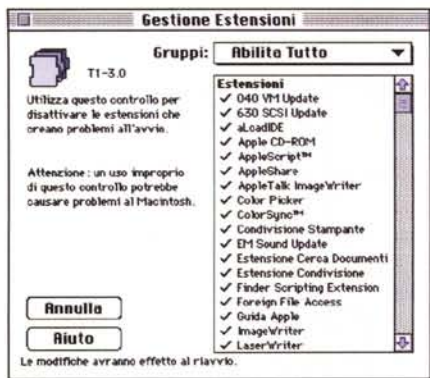 Gestione Estensioni
Gruppi: Abilita Tutto
T1-3.0
Utilizza questo controllo per
disattivare le estensioni che
creano problemi all'avvio.
Attenzione: un uso improprio
di questo controllo potrebbe
causare problemi al Macintosh.
Estensioni
✓ 040 VM Update
✓ 630 SCSI Update
✓ aLoadIDE
✓ Apple CD-ROM
✓ AppleScript™
✓ AppleShare
✓ AppleTalk ImageWriter
✓ Color Picker
✓ ColorSync™
✓ Condivisione Stampante
✓ EM Sound Update
✓ Estensione Cerca Documenti
✓ Estensione Condivisione
✓ Finder Scripting Extension
✓ Foreign File Access
✓ Guida Apple
✓ ImageWriter
✓ LaserWriter
Annulla
Aiuto
Le modifiche avranno effetto al riavvio.